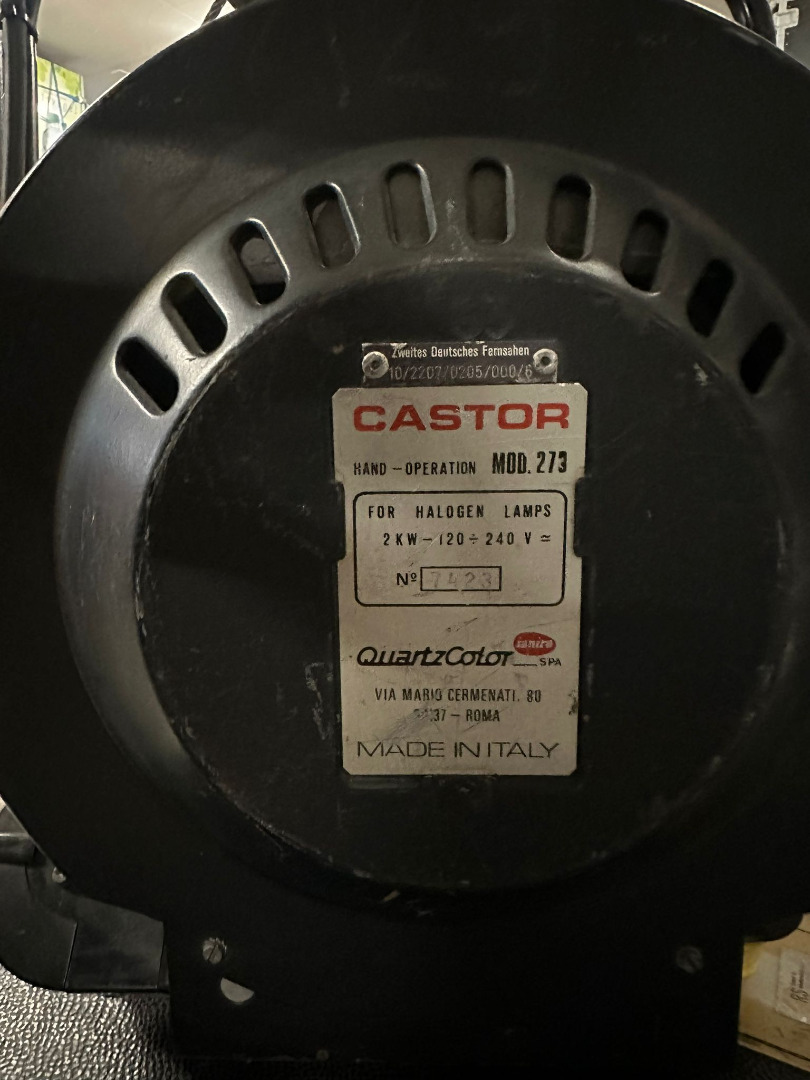 Zweites Deutsches Fernsehen
10/2207/0205/000/6
CASTOR
HAND-OPERATION MOD. 273
FOR HALOGEN LAMPS
2 KW - 120 ÷ 240 V ≃
Nº 7423
QuartzColor ianiro SPA
VIA MARIO CERMENATI. 80
- ROMA
MADE IN ITALY